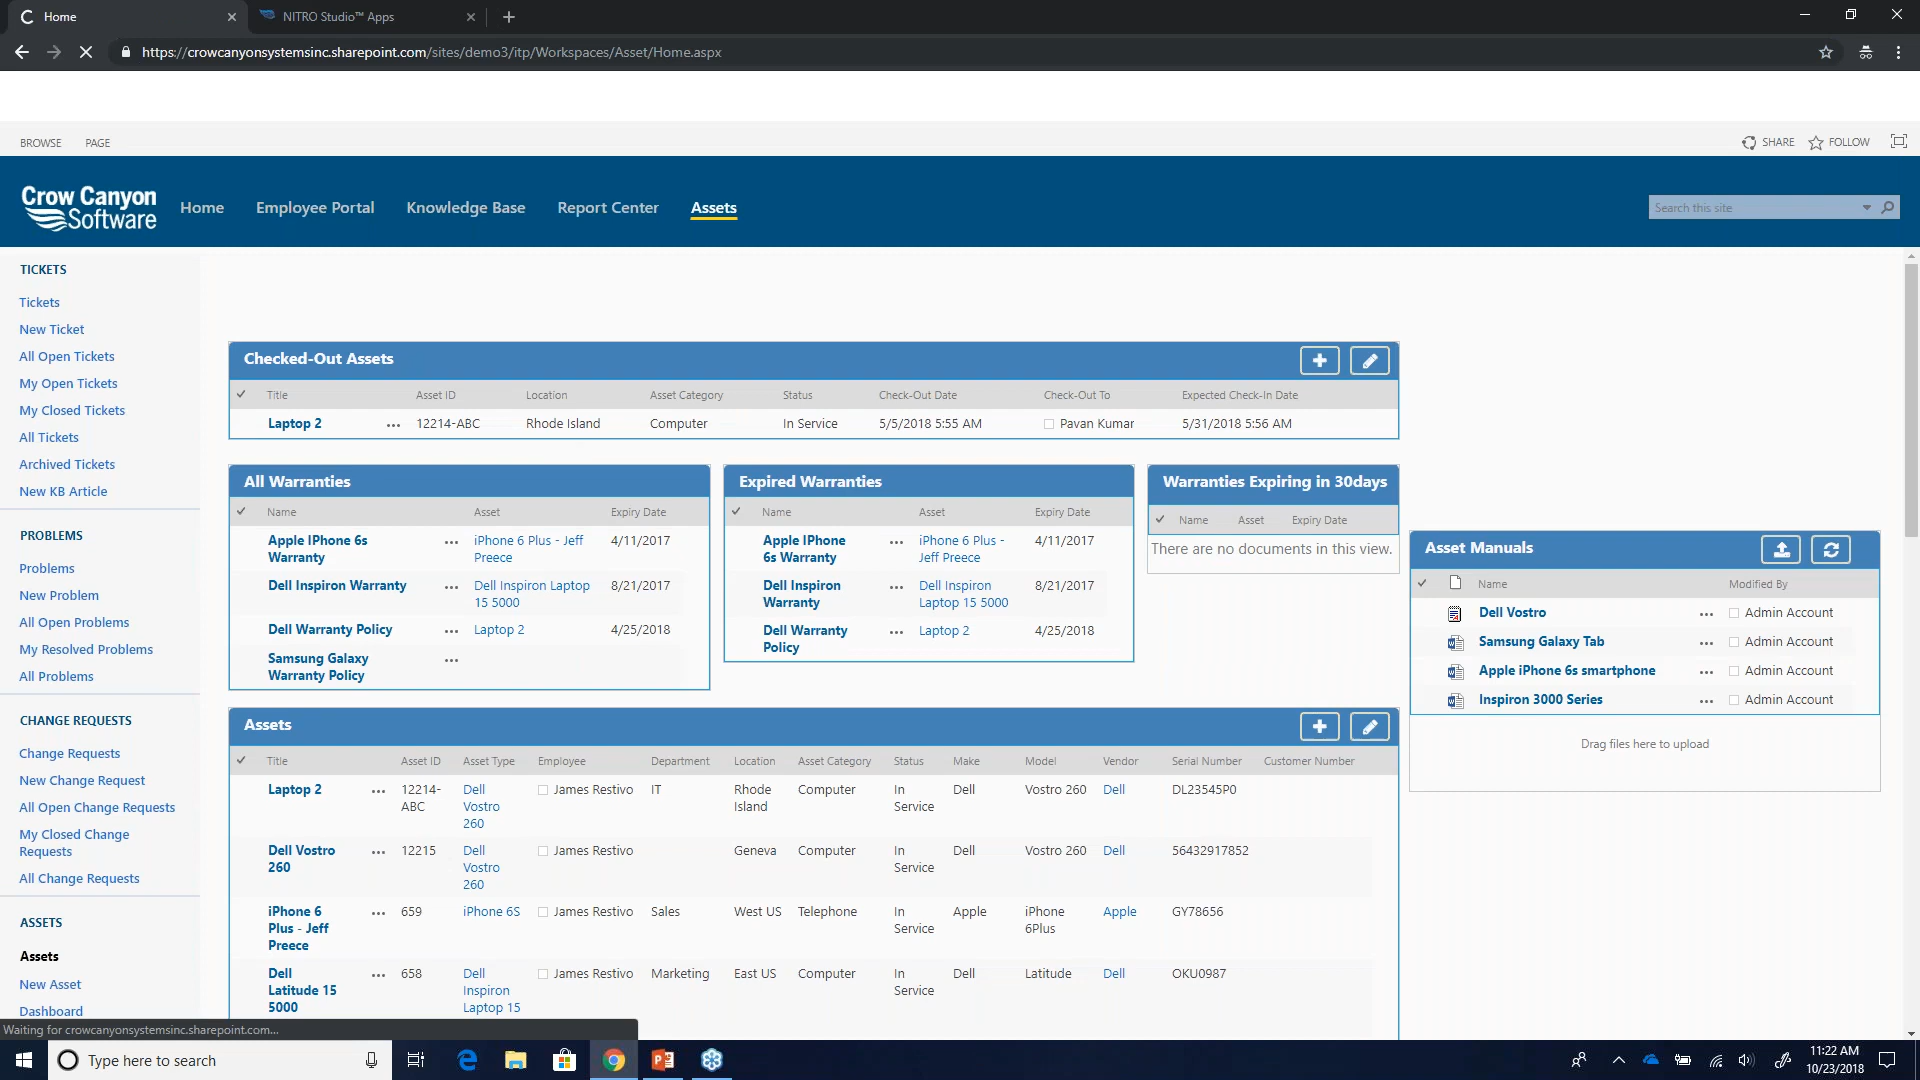 Home
NITRO Studio™ Apps
https://crowcanyonsystemsinc.sharepoint.com/sites/demo3/itp/Workspaces/Asset/Home.aspx
BROWSE PAGE
SHARE FOLLOW
Crow Canyon
Software
Home Employee Portal Knowledge Base Report Center Assets
Search this site
TICKETS
Tickets
New Ticket
All Open Tickets
My Open Tickets
My Closed Tickets
All Tickets
Archived Tickets
New KB Article
PROBLEMS
Problems
New Problem
All Open Problems
My Resolved Problems
All Problems
CHANGE REQUESTS
Change Requests
New Change Request
All Open Change Requests
My Closed Change
Requests
All Change Requests
ASSETS
Assets
New Asset
Dashboard
Checked-Out Assets
Title Asset ID Location Asset Category Status Check-Out Date Check-Out To Expected Check-In Date
Laptop 2 ... 12214-ABC Rhode Island Computer In Service 5/5/2018 5:55 AM Pavan Kumar 5/31/2018 5:56 AM
All Warranties
Name Asset Expiry Date
Apple IPhone 6s ... iPhone 6 Plus - Jeff 4/11/2017
Warranty Preece
Dell Inspiron Warranty ... Dell Inspiron Laptop 8/21/2017
15 5000
Dell Warranty Policy ... Laptop 2 4/25/2018
Samsung Galaxy ...
Warranty Policy
Expired Warranties
Name Asset Expiry Date
Apple IPhone ... iPhone 6 Plus - 4/11/2017
6s Warranty Jeff Preece
Dell Inspiron ... Dell Inspiron 8/21/2017
Warranty Laptop 15 5000
Dell Warranty ... Laptop 2 4/25/2018
Policy
Warranties Expiring in 30days
Name Asset Expiry Date
There are no documents in this view.
Asset Manuals
Name Modified By
Dell Vostro ... Admin Account
Samsung Galaxy Tab ... Admin Account
Apple iPhone 6s smartphone ... Admin Account
Inspiron 3000 Series ... Admin Account
Drag files here to upload
Assets
Title Asset ID Asset Type Employee Department Location Asset Category Status Make Model Vendor Serial Number Customer Number
Laptop 2 ... 12214- Dell James Restivo IT Rhode Computer In Dell Vostro 260 Dell DL23545P0
ABC Vostro Island Service
260
Dell Vostro ... 12215 Dell James Restivo Geneva Computer In Dell Vostro 260 Dell 56432917852
260 Vostro Service
260
iPhone 6 ... 659 iPhone 6S James Restivo Sales West US Telephone In Apple iPhone Apple GY78656
Plus - Jeff Service 6Plus
Preece
Dell ... 658 Dell James Restivo Marketing East US Computer In Dell Latitude Dell OKU0987
Latitude 15 Inspiron Service
5000 Laptop 15
Waiting for crowcanyonsystemsinc.sharepoint.com...
Type here to search
11:22 AM
10/23/2018